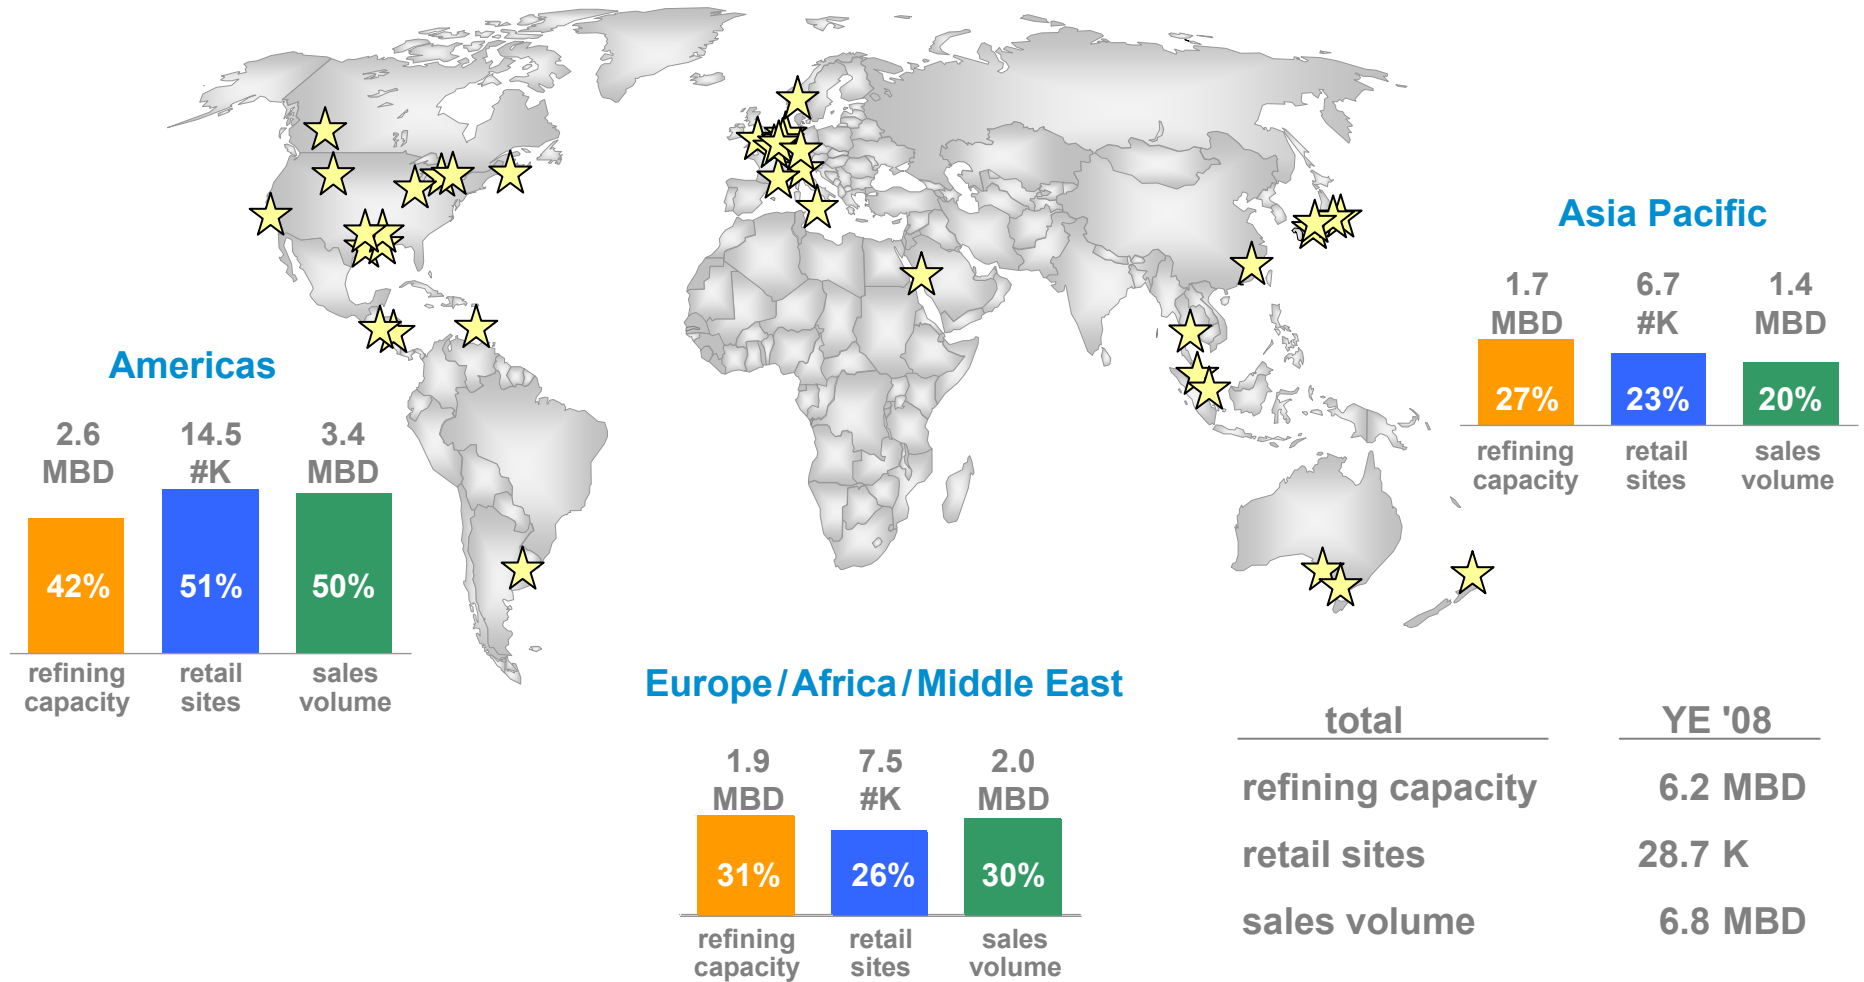 Asia Pacific
1.7 6.7 1.4
MBD #K MBD
27% 23% 20%
refining retail sales
capacity sites volume
Americas
2.6 14.5 3.4
MBD #K MBD
42% 51% 50%
refining retail sales
capacity sites volume
Europe / Africa / Middle East
1.9 7.5 2.0
MBD #K MBD
31% 26% 30%
refining retail sales
capacity sites volume
total YE '08
refining capacity 6.2 MBD
retail sites 28.7 K
sales volume 6.8 MBD